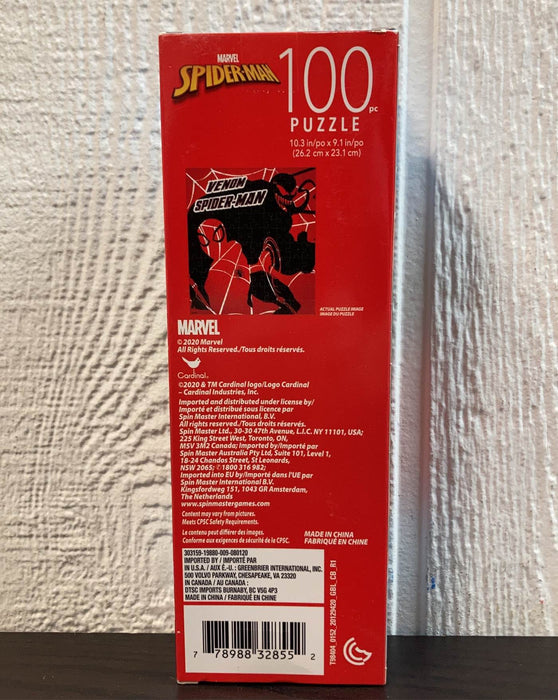 MARVEL
SPIDER-MAN
100 pc
PUZZLE
10.3 in/po x 9.1 in/po
(26.2 cm x 23.1 cm)
VENOM
SPIDER-MAN
ACTUAL PUZZLE IMAGE
IMAGE DU PUZZLE
MARVEL
© 2020 Marvel
All Rights Reserved./Tous droits réservés.
Cardinal®
©2020 & TM Cardinal logo/Logo Cardinal
– Cardinal Industries, Inc.
Imported and distributed under license by/
Importé et distribué sous licence par
Spin Master International, B.V.
All rights reserved./Tous droits réservés.
Spin Master Ltd., 30-30 47th Avenue, L.I.C. NY 11101, USA;
225 King Street West, Toronto, ON,
M5V 3M2 Canada; Imported by/Importé par
Spin Master Australia Pty Ltd, Suite 101, Level 1,
18-24 Chandos Street, St Leonards,
NSW 2065; ✆ 1800 316 982;
Imported into EU by/Importé dans l'UE par
Spin Master International B.V.
Kingsfordweg 151, 1043 GR Amsterdam,
The Netherlands
www.spinmastergames.com
Content may vary from pictures.
Meets CPSC Safety Requirements.
Le contenu peut différer des images.
Conforme aux exigences de sécurité de la CPSC.
MADE IN CHINA
FABRIQUÉ EN CHINE
303159-19880-009-080120
IMPORTED BY / IMPORTÉ PAR
IN U.S.A. / AUX É.-U. : GREENBRIER INTERNATIONAL, INC.
500 VOLVO PARKWAY, CHESAPEAKE, VA 23320
IN CANADA / AU CANADA :
DTSC IMPORTS BURNABY, BC V5G 4P3
MADE IN CHINA / FABRIQUÉ EN CHINE
7 78988 32855 2
T98404_0152_20129420_GBL_CB_R1